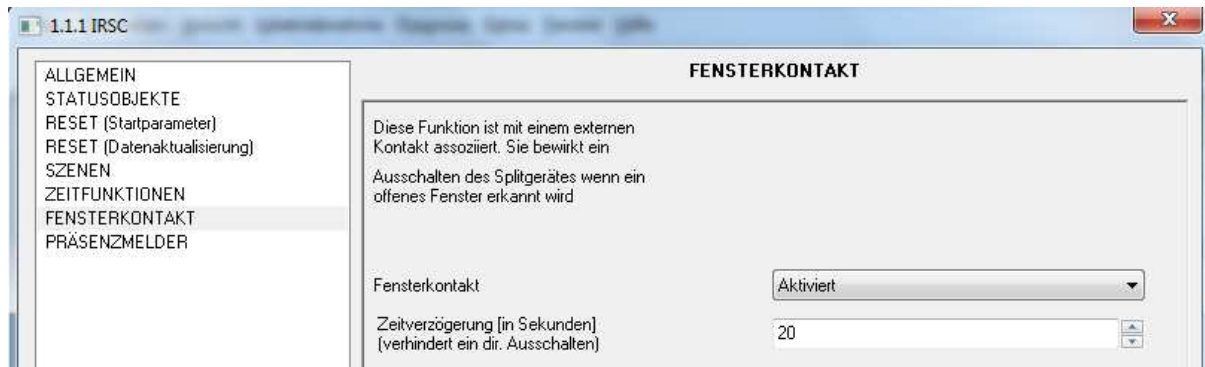 1.1.1 IRSC
ALLGEMEIN
STATUSOBJEKTE
RESET (Startparameter)
RESET (Datenaktualisierung)
SZENEN
ZEITFUNKTIONEN
FENSTERKONTAKT
PRÄSENZMELDER
FENSTERKONTAKT
Diese Funktion ist mit einem externen
Kontakt assoziiert. Sie bewirkt ein
Ausschalten des Splitgerätes wenn ein
offenes Fenster erkannt wird
Fensterkontakt
Aktiviert
Zeitverzögerung [in Sekunden]
(verhindert ein dir. Ausschalten)
20